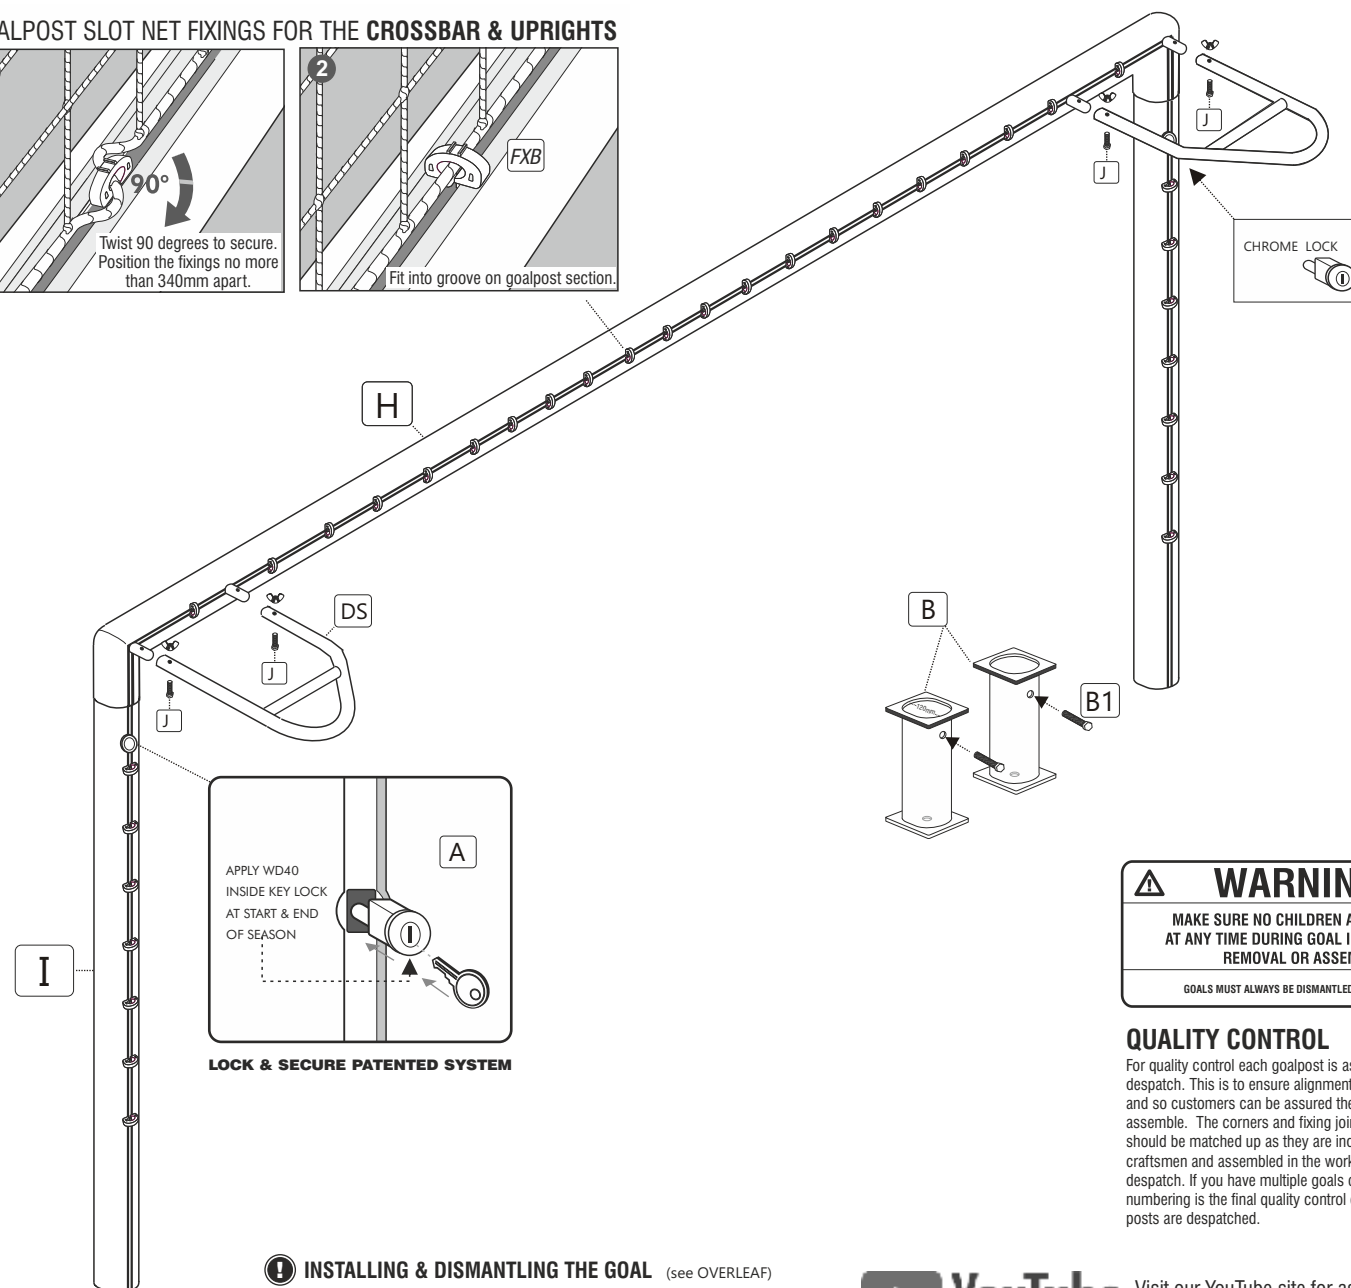 ALPOST SLOT NET FIXINGS FOR THE CROSSBAR & UPRIGHTS
90°
Twist 90 degrees to secure.
Position the fixings no more
than 340mm apart.
2
FXB
Fit into groove on goalpost section.
J
J
CHROME LOCK
H
DS
J
J
B
B1
120mm
A
APPLY WD40
INSIDE KEY LOCK
AT START & END
OF SEASON
I
LOCK & SECURE PATENTED SYSTEM
WARNIN
MAKE SURE NO CHILDREN A
AT ANY TIME DURING GOAL I
REMOVAL OR ASSEM
GOALS MUST ALWAYS BE DISMANTLED
QUALITY CONTROL
For quality control each goalpost is as
despatch. This is to ensure alignment
and so customers can be assured the
assemble. The corners and fixing join
should be matched up as they are inc
craftsmen and assembled in the work
despatch. If you have multiple goals o
numbering is the final quality control
posts are despatched.
! INSTALLING & DISMANTLING THE GOAL (see OVERLEAF)
YouTube
Visit our YouTube site for as